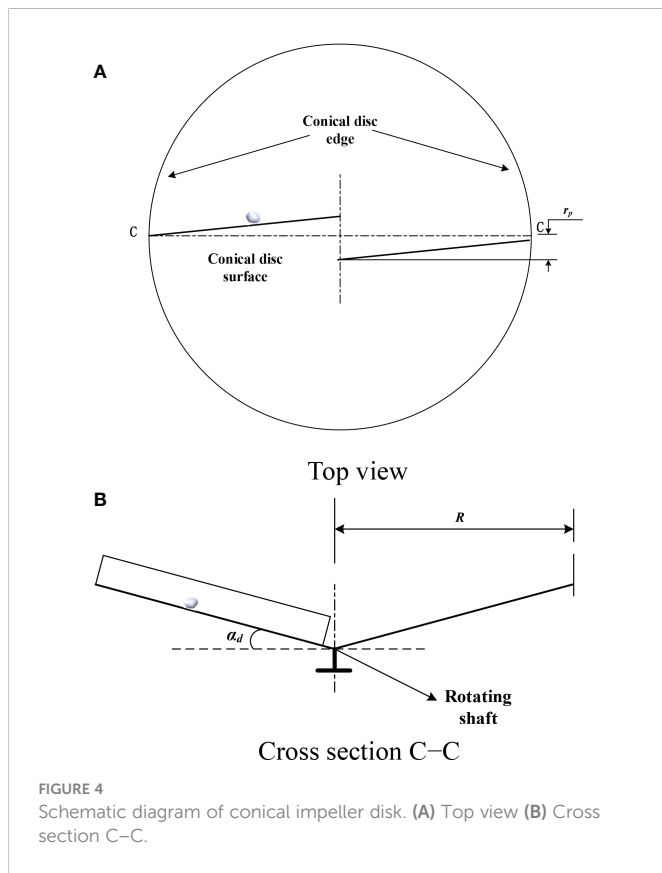 A
Conical disc
edge
r_p
C
C
Conical disc
surface
Top view
B
R
α_d
Rotating
shaft
Cross section C−C
FIGURE 4
Schematic diagram of conical impeller disk. (A) Top view (B) Cross
section C–C.